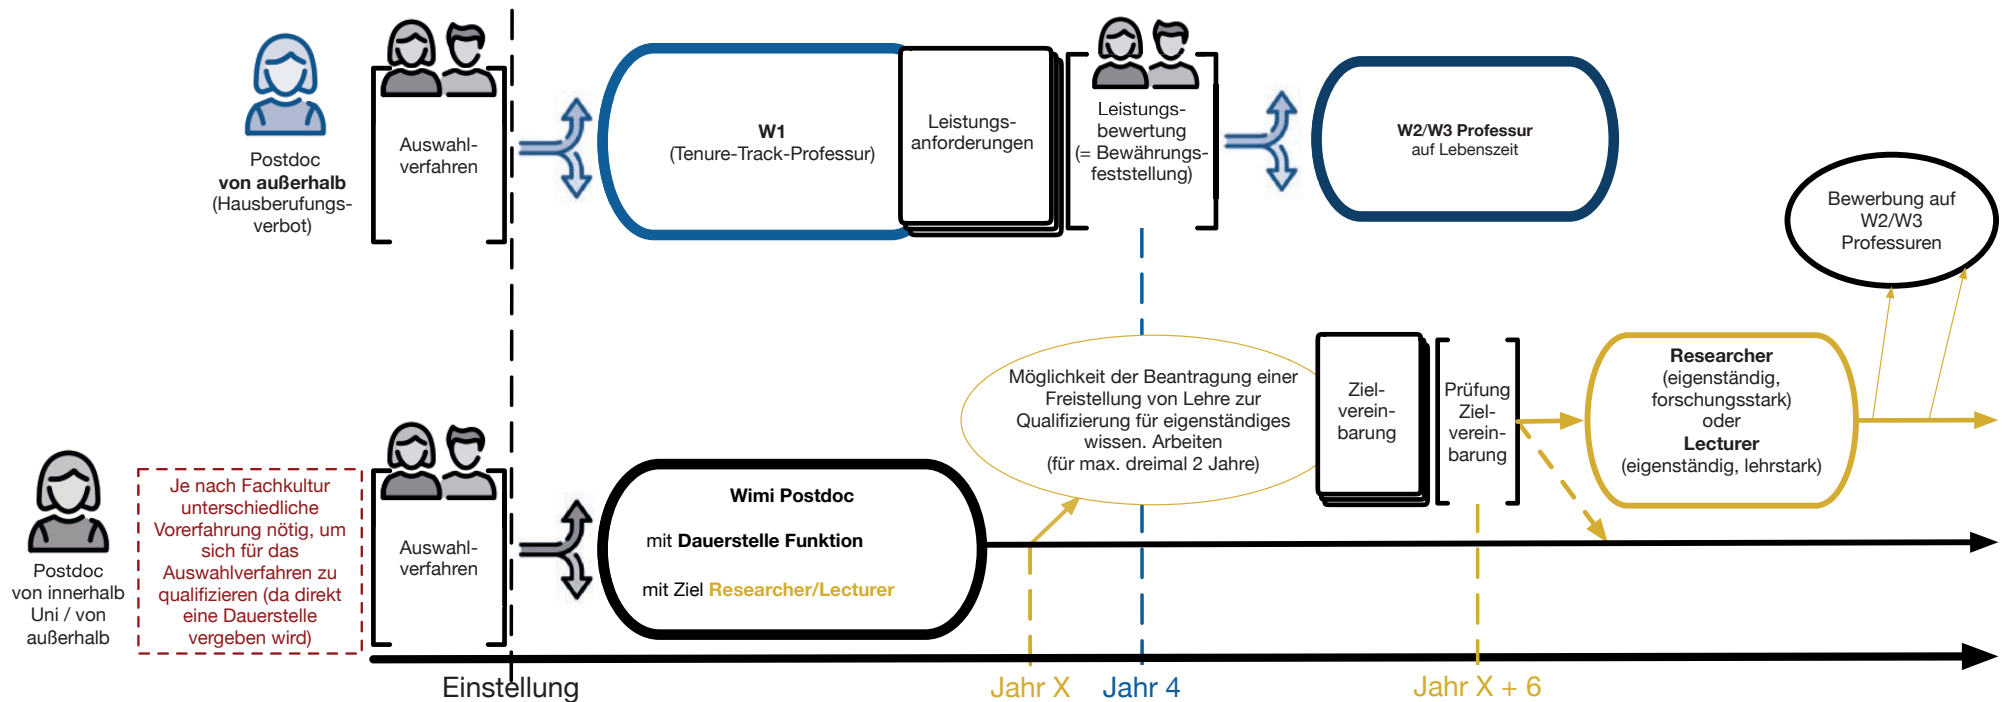 Postdoc
von außerhalb
(Hausberufungs-
verbot)
Auswahl-
verfahren
W1
(Tenure-Track-Professur)
Leistungs-
anforderungen
Leistungs-
bewertung
(= Bewährungs-
feststellung)
W2/W3 Professur
auf Lebenszeit
Bewerbung auf
W2/W3
Professuren
Postdoc
von innerhalb
Uni / von
außerhalb
Je nach Fachkultur
unterschiedliche
Vorerfahrung nötig, um
sich für das
Auswahlverfahren zu
qualifizieren (da direkt
eine Dauerstelle
vergeben wird)
Auswahl-
verfahren
Wimi Postdoc
mit Dauerstelle Funktion
mit Ziel Researcher/Lecturer
Möglichkeit der Beantragung einer
Freistellung von Lehre zur
Qualifizierung für eigenständiges
wissen. Arbeiten
(für max. dreimal 2 Jahre)
Ziel-
verein-
barung
Prüfung
Ziel-
verein-
barung
Researcher
(eigenständig,
forschungsstark)
oder
Lecturer
(eigenständig, lehrstark)
Einstellung
Jahr X
Jahr 4
Jahr X + 6